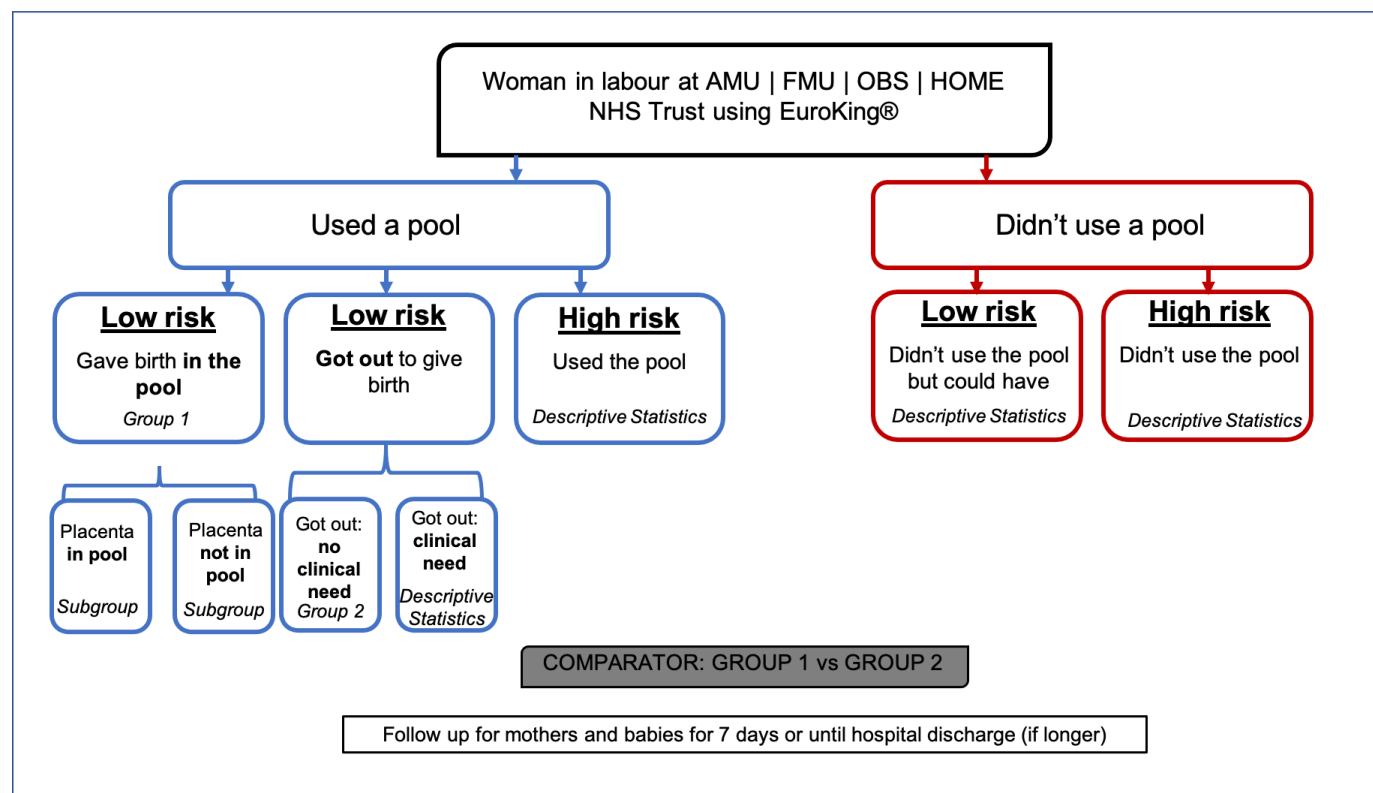 Woman in labour at AMU | FMU | OBS | HOME
NHS Trust using EuroKing®
Used a pool
Didn’t use a pool
Low risk
Gave birth in the
pool
Group 1
Low risk
Got out to give
birth
High risk
Used the pool
Descriptive Statistics
Low risk
Didn’t use the pool
but could have
Descriptive Statistics
High risk
Didn’t use the pool
Descriptive Statistics
Placenta
in pool
Subgroup
Placenta
not in
pool
Subgroup
Got out:
no
clinical
need
Group 2
Got out:
clinical
need
Descriptive
Statistics
COMPARATOR: GROUP 1 vs GROUP 2
Follow up for mothers and babies for 7 days or until hospital discharge (if longer)